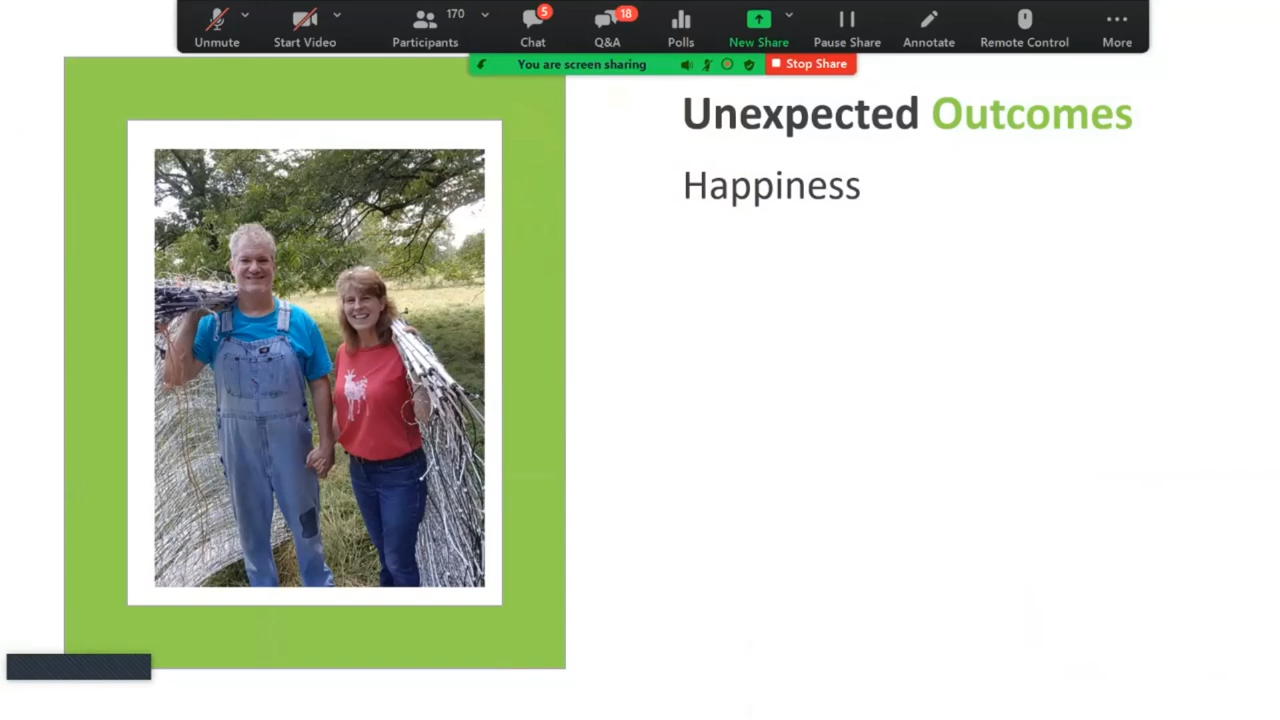 170 5 18
Unmute Start Video Participants Chat Q&A Polls New Share Pause Share Annotate Remote Control More
You are screen sharing Stop Share
Unexpected Outcomes
Happiness